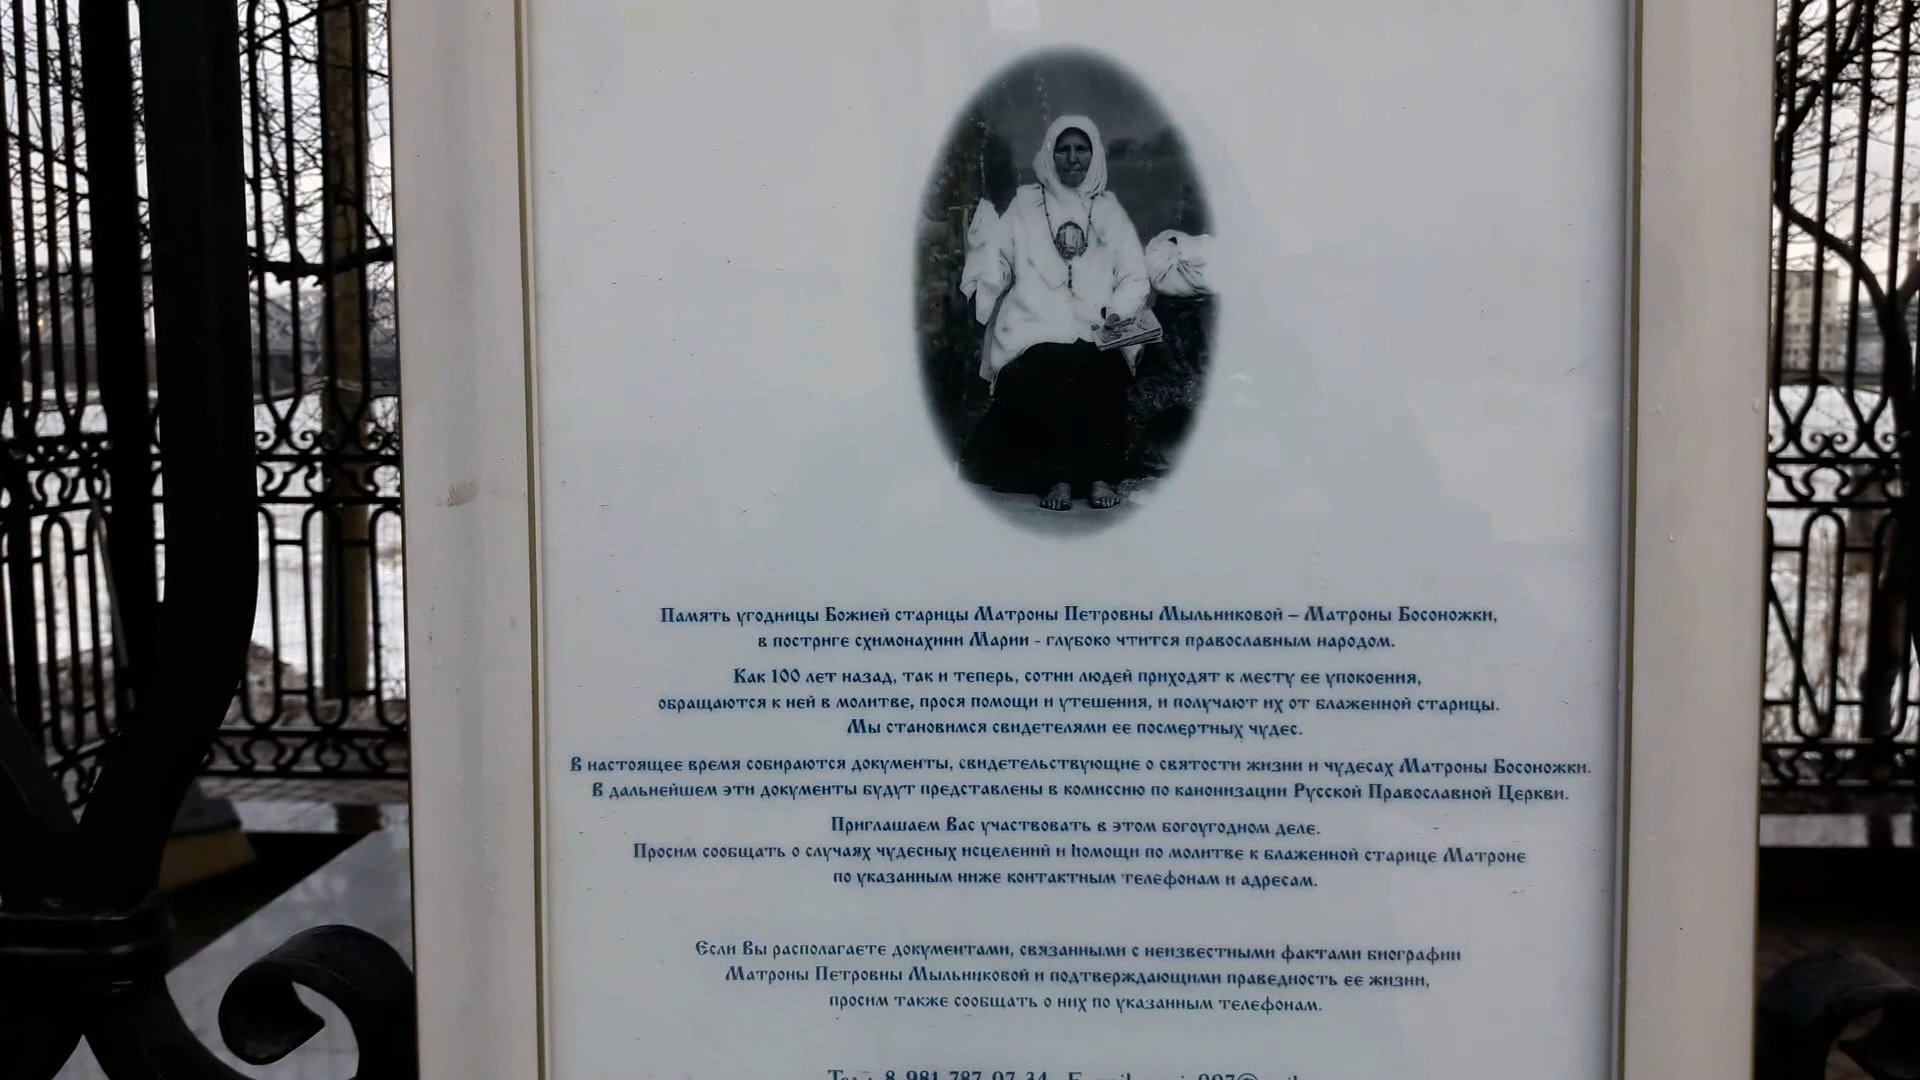 Память угодницы Божией старицы Матроны Петровны Мыльниковой – Матроны Босоножки,
в постриге схимонахини Марии - глубоко чтится православным народом.
Как 100 лет назад, так и теперь, сотни людей приходят к месту ее упокоения,
обращаются к ней в молитве, прося помощи и утешения, и получают их от блаженной старицы.
Мы становимся свидетелями ее посмертных чудес.
В настоящее время собираются документы, свидетельствующие о святости жизни и чудесах Матроны Босоножки.
В дальнейшем эти документы будут представлены в комиссию по канонизации Русской Православной Церкви.
Приглашаем Вас участвовать в этом богоугодном деле.
Просим сообщать о случаях чудесных исцелений и помощи по молитве к блаженной старице Матроне
по указанным ниже контактным телефонам и адресам.
Если Вы располагаете документами, связанными с неизвестными фактами биографии
Матроны Петровны Мыльниковой и подтверждающими праведность ее жизни,
просим также сообщать о них по указанным телефонам.
8-981-787-07-34